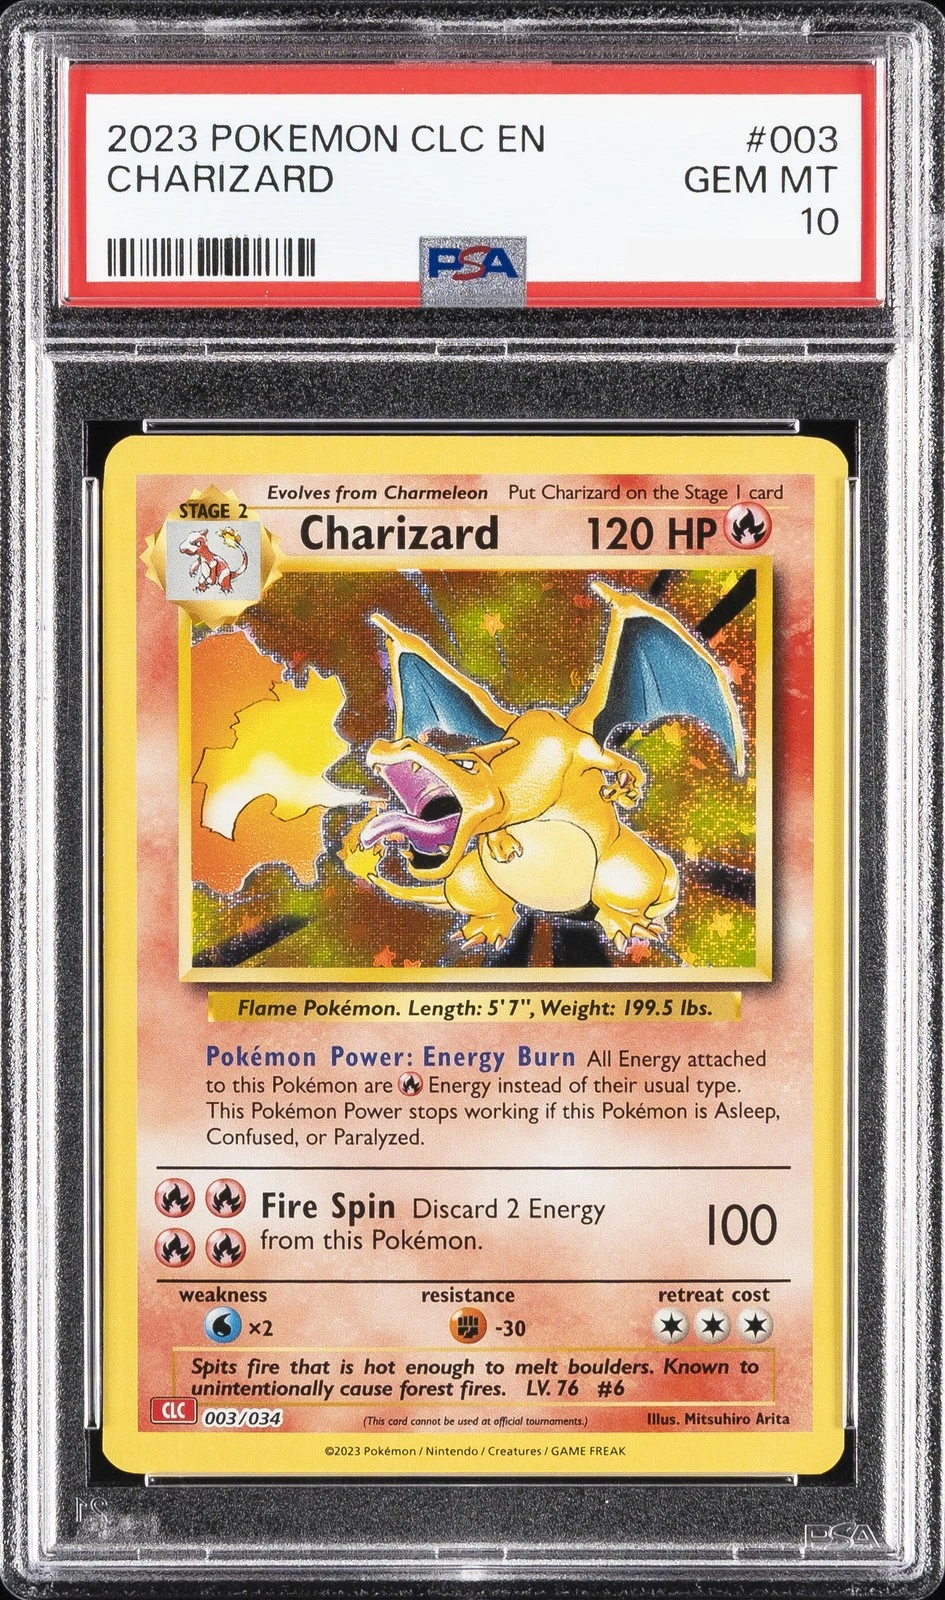 2023 POKEMON CLC EN #003
CHARIZARD GEM MT
10
PSA
Evolves from Charmeleon Put Charizard on the Stage 1 card
STAGE 2
Charizard 120 HP
Flame Pokémon. Length: 5'7", Weight: 199.5 lbs.
Pokémon Power: Energy Burn All Energy attached
to this Pokémon are Energy instead of their usual type.
This Pokémon Power stops working if this Pokémon is Asleep,
Confused, or Paralyzed.
Fire Spin Discard 2 Energy
from this Pokémon. 100
weakness resistance retreat cost
×2 -30
Spits fire that is hot enough to melt boulders. Known to
unintentionally cause forest fires. LV. 76 #6
CLC 003/034 (This card cannot be used at official tournaments.) Illus. Mitsuhiro Arita
©2023 Pokémon / Nintendo / Creatures / GAME FREAK
PSA